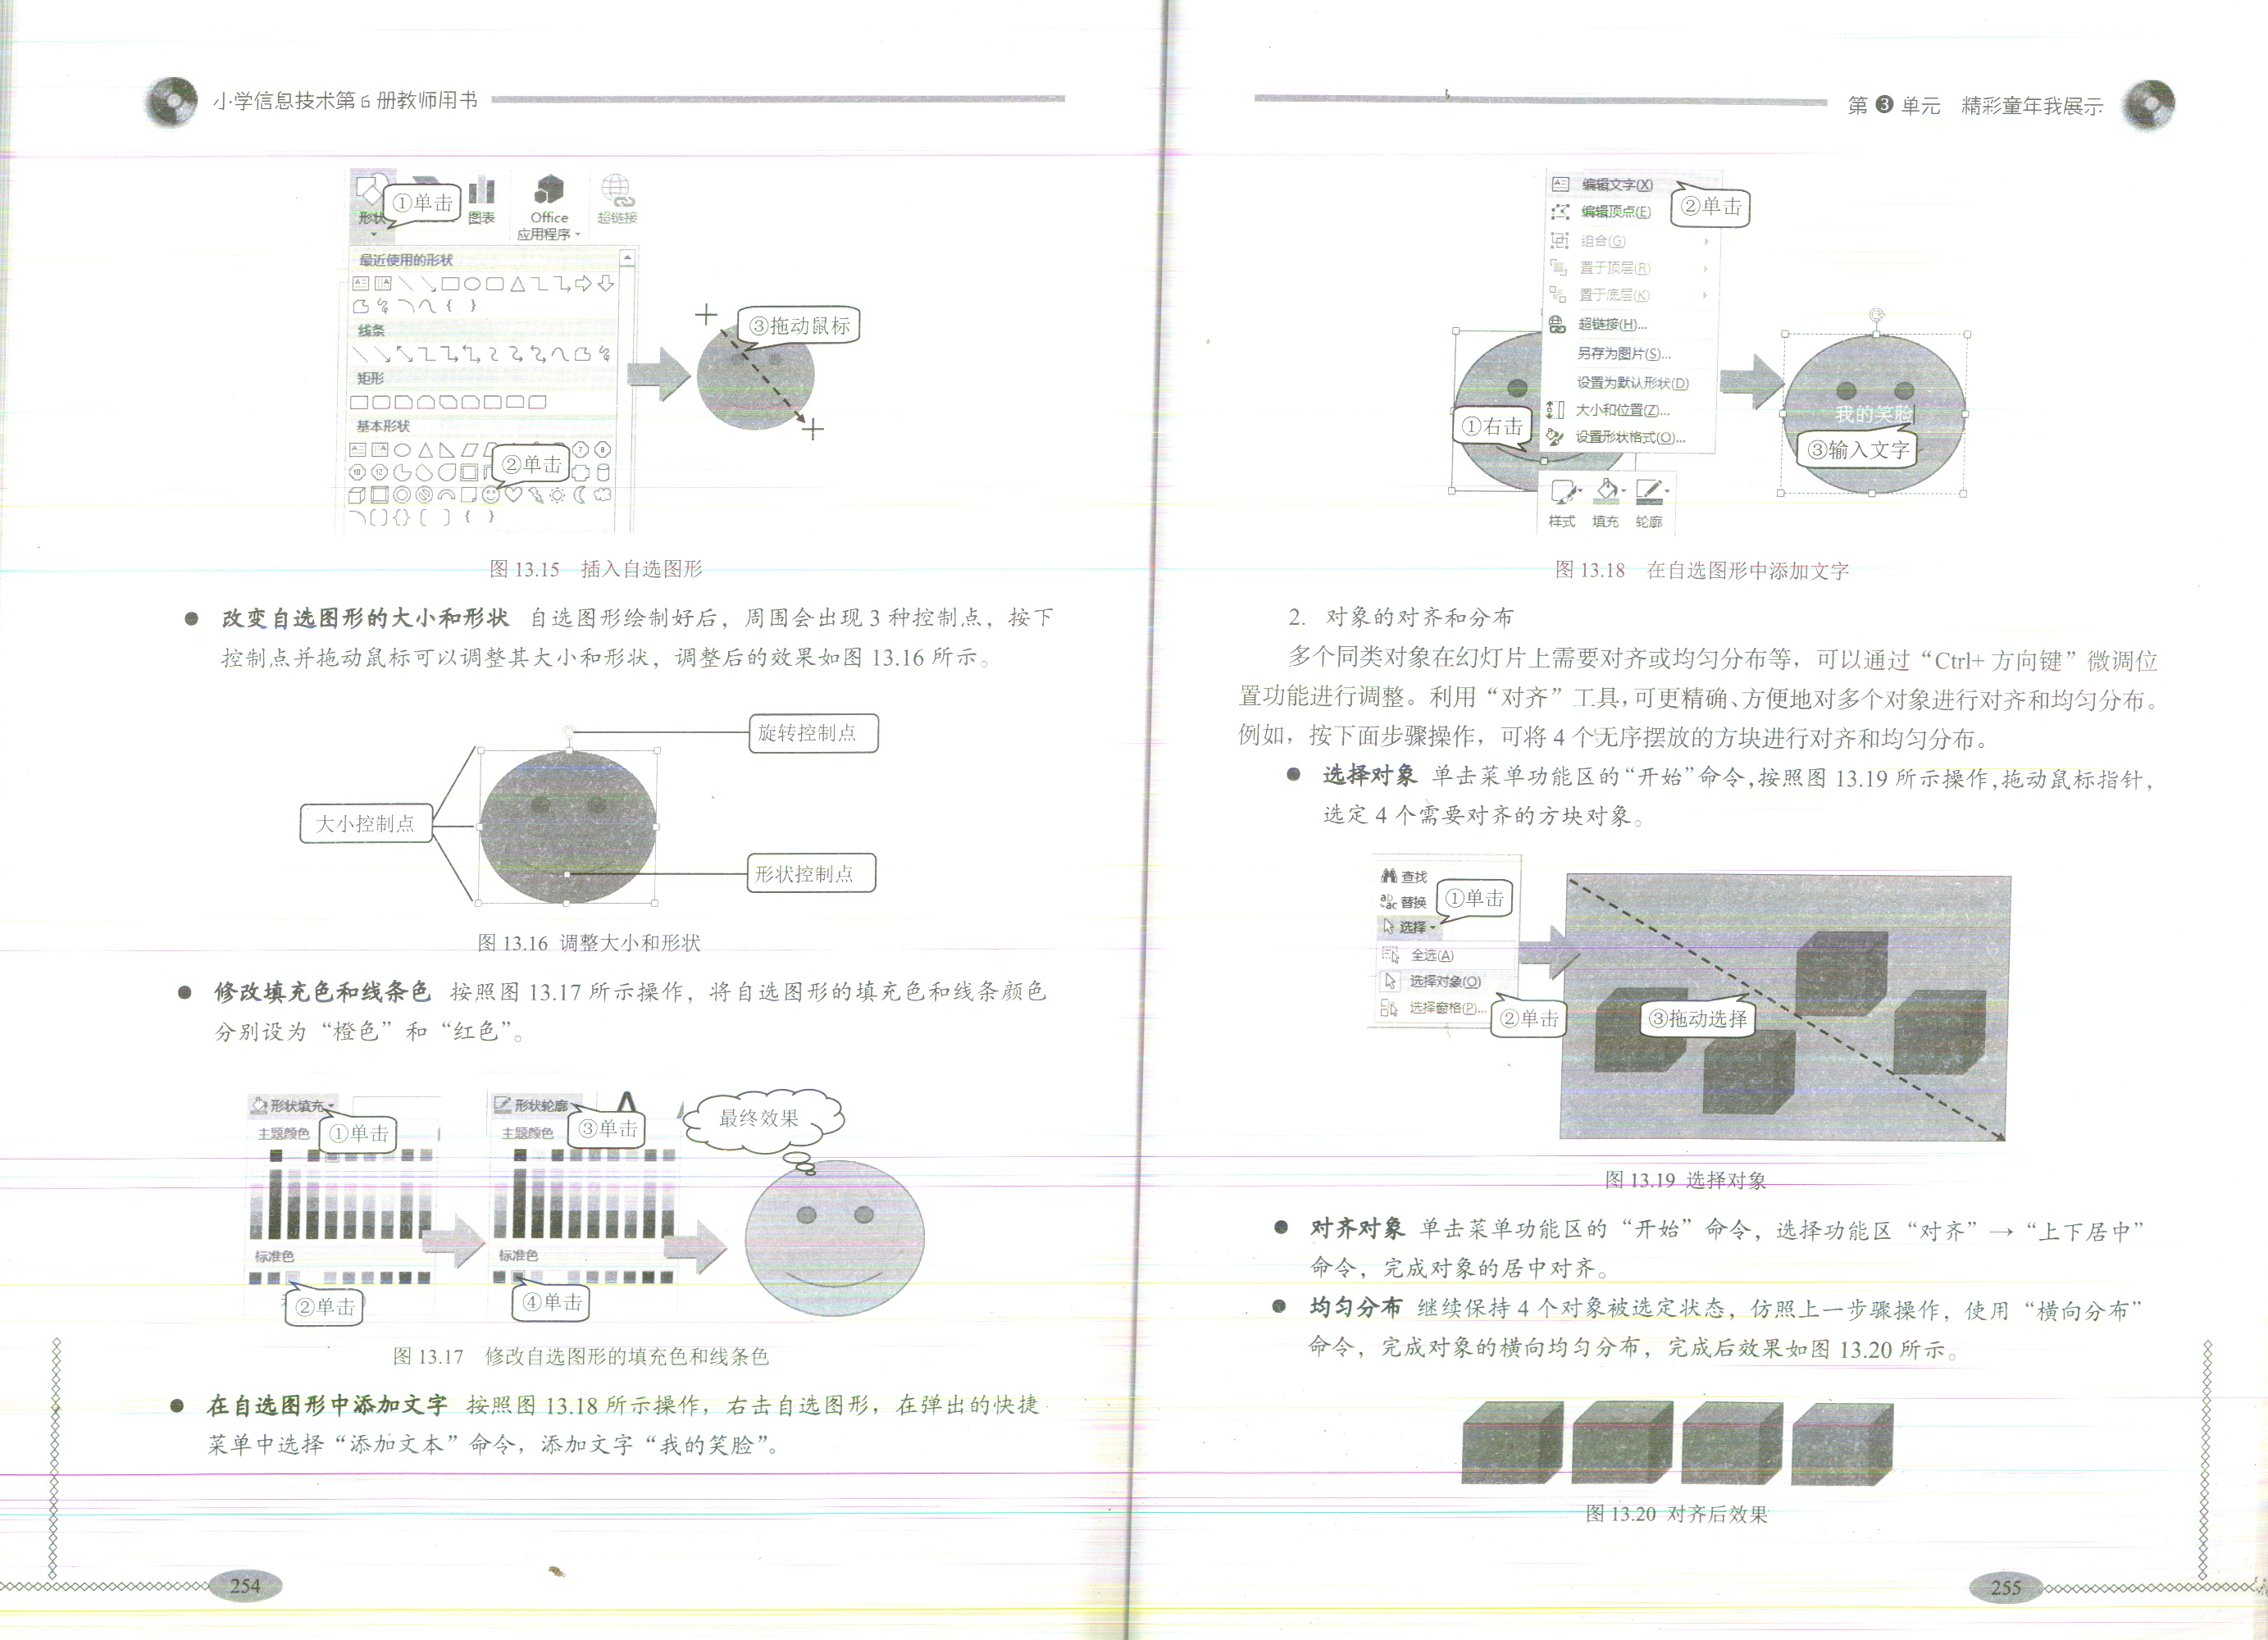 小学信息技术第6册教师用书
①单击
形状
图表
Office
应用程序
超链接
最近使用的形状
线条
矩形
基本形状
②单击
③拖动鼠标
图 13.15 插入自选图形
● 改变自选图形的大小和形状 自选图形绘制好后，周围会出现 3 种控制点，按下
控制点并拖动鼠标可以调整其大小和形状，调整后的效果如图 13.16 所示。
旋转控制点
大小控制点
形状控制点
图 13.16 调整大小和形状
● 修改填充色和线条色 按照图 13.17 所示操作，将自选图形的填充色和线条颜色
分别设为“橙色”和“红色”。
形状填充
主题颜色
①单击
标准色
②单击
形状轮廓
主题颜色
③单击
标准色
④单击
最终效果
图 13.17 修改自选图形的填充色和线条色
● 在自选图形中添加文字 按照图 13.18 所示操作，右击自选图形，在弹出的快捷
菜单中选择“添加文本”命令，添加文字“我的笑脸”。
254
第 3 单元 精彩童年我展示
编辑文字(X)
②单击
编辑顶点(E)
组合(G)
置于顶层(R)
置于底层(K)
超链接(H)...
另存为图片(S)...
设置为默认形状(D)
大小和位置(Z)...
设置形状格式(O)...
①右击
样式 填充 轮廓
我的笑脸
③输入文字
图 13.18 在自选图形中添加文字
2. 对象的对齐和分布
多个同类对象在幻灯片上需要对齐或均匀分布等，可以通过“Ctrl+ 方向键”微调位
置功能进行调整。利用“对齐”工具，可更精确、方便地对多个对象进行对齐和均匀分布。
例如，按下面步骤操作，可将 4 个无序摆放的方块进行对齐和均匀分布。
● 选择对象 单击菜单功能区的“开始”命令，按照图 13.19 所示操作，拖动鼠标指针，
选定 4 个需要对齐的方块对象。
查找
替换
①单击
选择
全选(A)
选择对象(O)
选择窗格(P)...
②单击
③拖动选择
图 13.19 选择对象
● 对齐对象 单击菜单功能区的“开始”命令，选择功能区“对齐”→“上下居中”
命令，完成对象的居中对齐。
● 均匀分布 继续保持 4 个对象被选定状态，仿照上一步骤操作，使用“横向分布”
命令，完成对象的横向均匀分布，完成后效果如图 13.20 所示。
图 13.20 对齐后效果
255